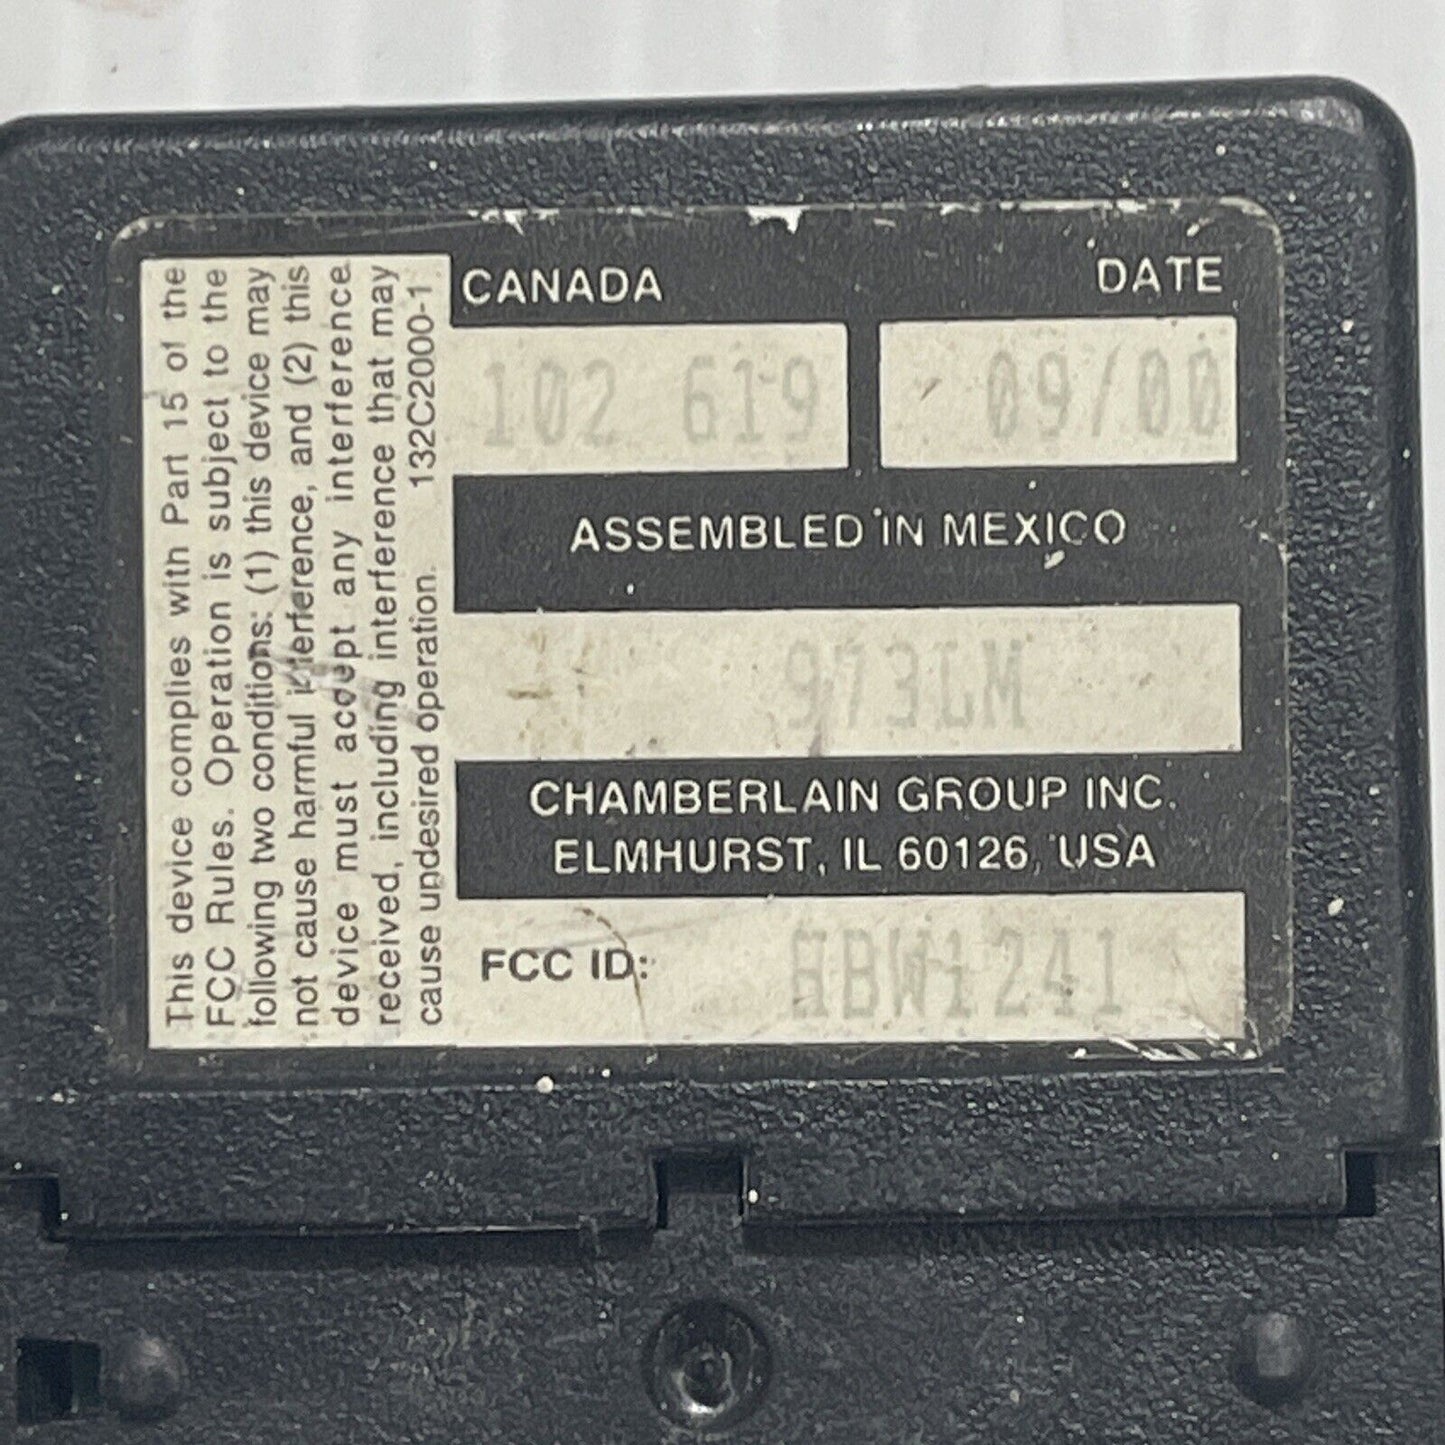 This device complies with Part 15 of the
FCC Rules. Operation is subject to the
following two conditions: (1) this device may
not cause harmful interference, and (2) this
device must accept any interference
received, including interference that may
cause undesired operation. 132C2000-1
CANADA DATE
102 619 09/00
ASSEMBLED IN MEXICO
973LM
CHAMBERLAIN GROUP INC.
ELMHURST, IL 60126, USA
FCC ID: HBW1241